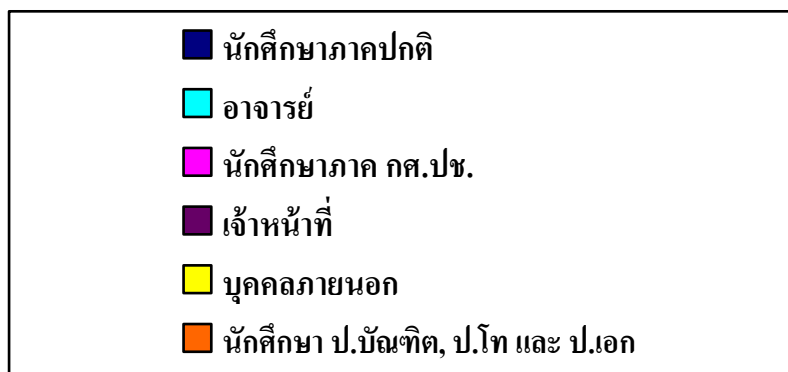 นักศึกษาภาคปกติ
อาจารย์
นักศึกษาภาค กศ.ปช.
เจ้าหน้าที่
บุคคลภายนอก
นักศึกษา ป.บัณฑิต, ป.โท และ ป.เอก